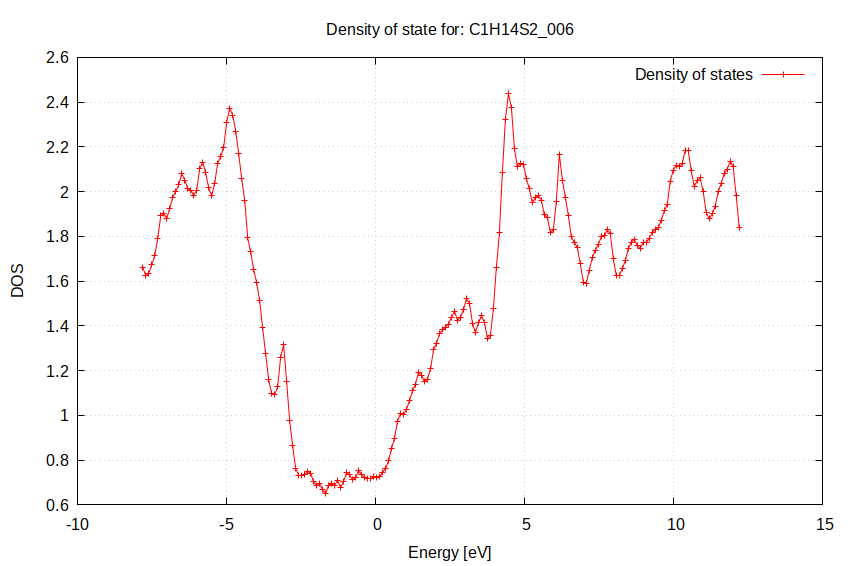 Density of state for: C1H14S2_006
Density of states
2.6
2.4
2.2
2
1.8
1.6
1.4
1.2
1
0.8
0.6
DOS
-10 -5 0 5 10 15
Energy [eV]